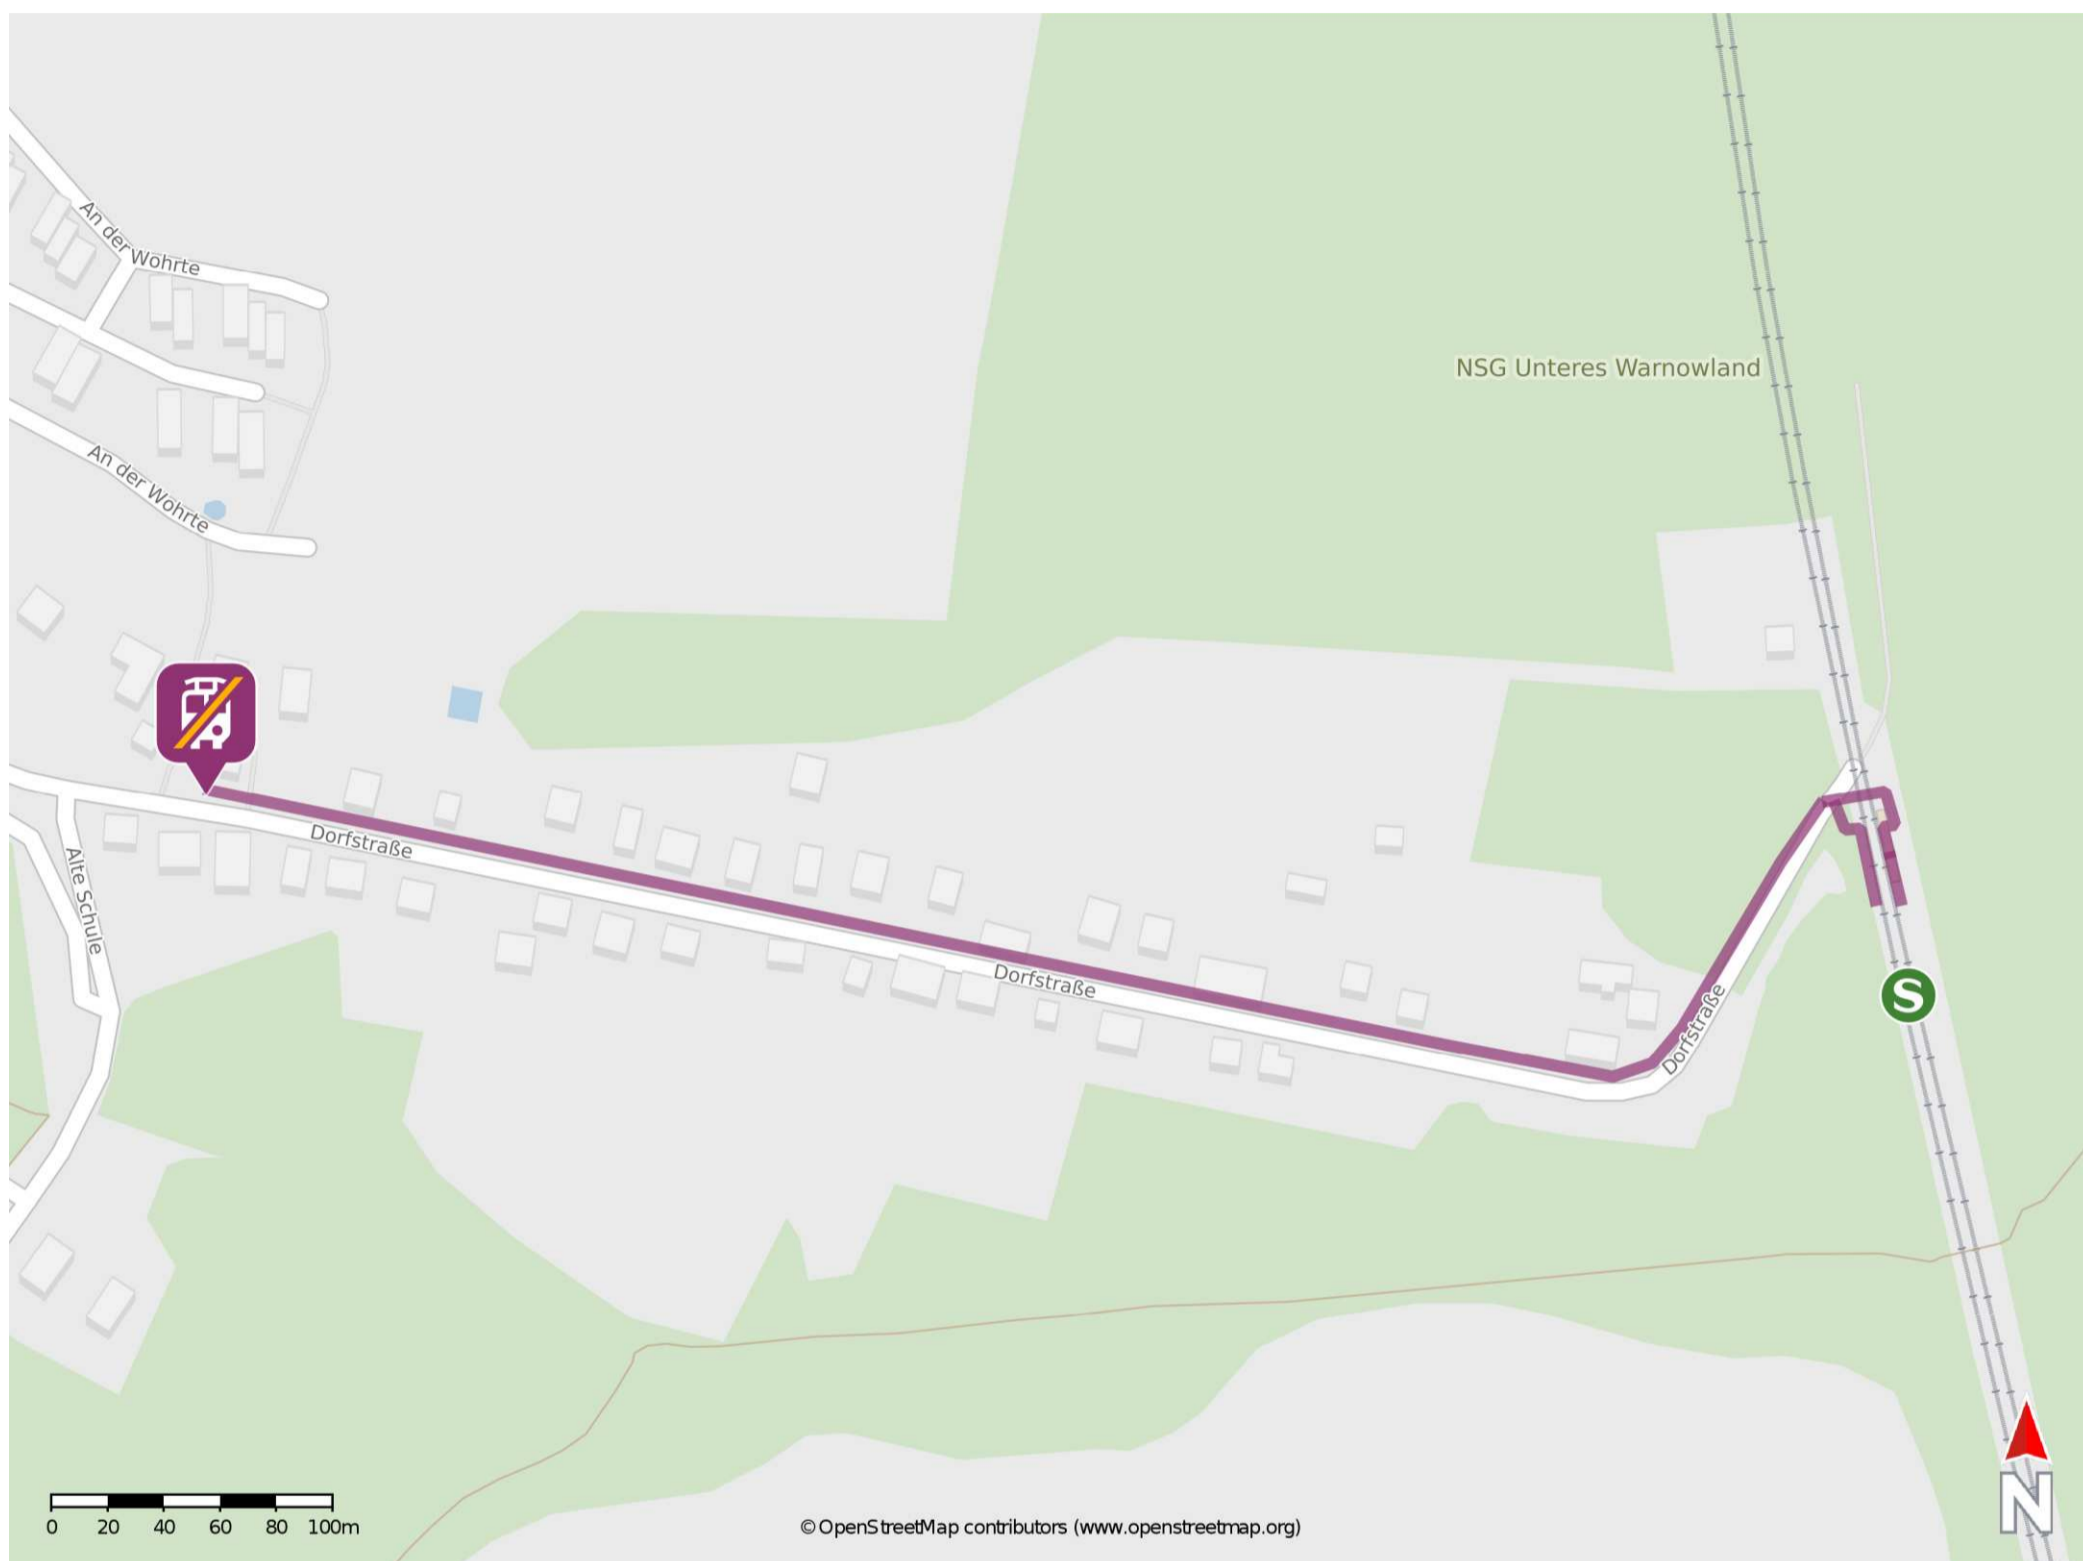 An der Wohrte
NSG Unteres Warnowland
An der Wohrte
Dorfstraße
Alte Schule
Dorfstraße
Dorfstraße
S
N
0 20 40 60 80 100m
© OpenStreetMap contributors (www.openstreetmap.org)